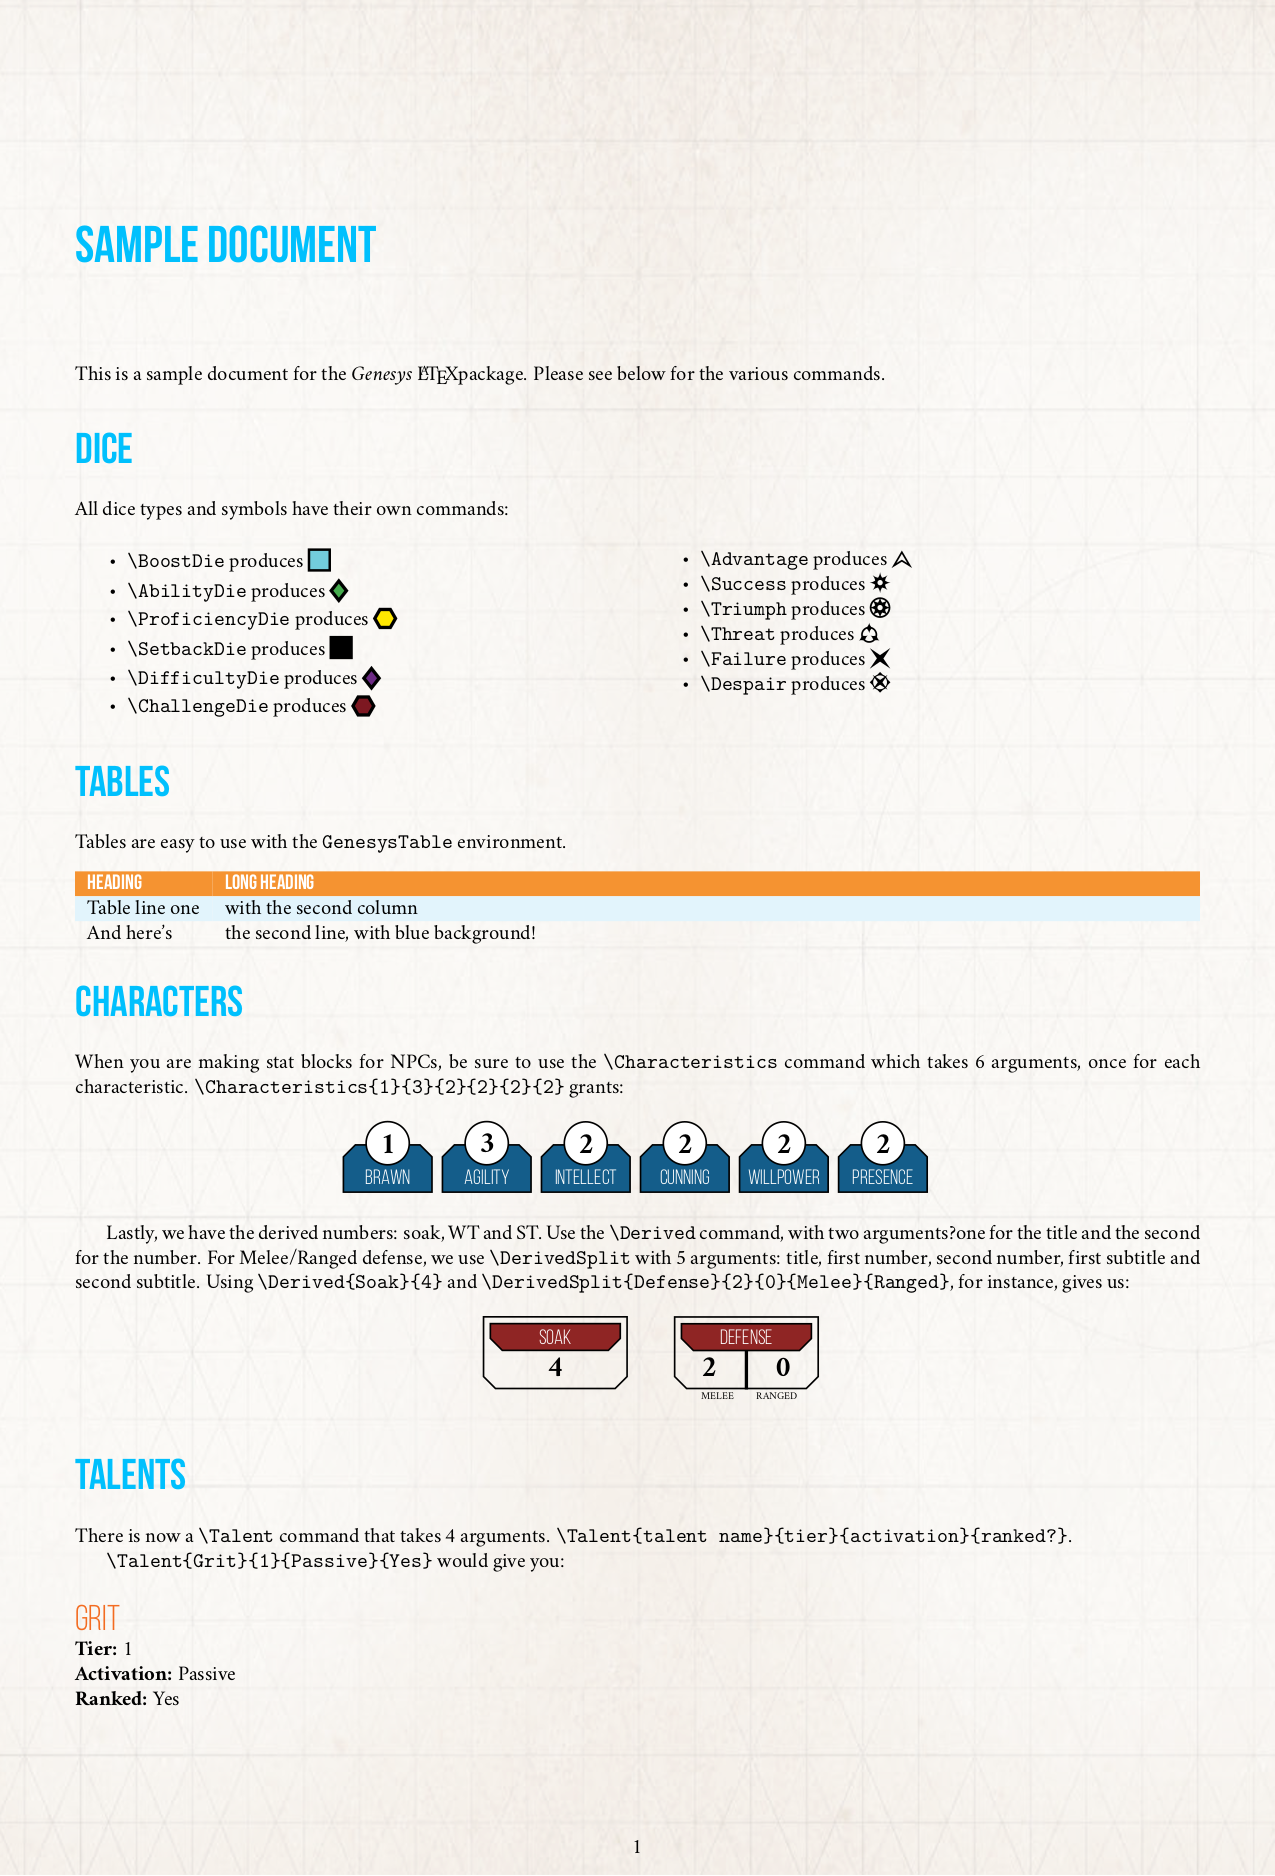 SAMPLE DOCUMENT
This is a sample document for the Genesys LATEXpackage. Please see below for the various commands.
DICE
All dice types and symbols have their own commands:
• \BoostDie produces
• \AbilityDie produces
• \ProficiencyDie produces
• \SetbackDie produces
• \DifficultyDie produces
• \ChallengeDie produces
• \Advantage produces
• \Success produces
• \Triumph produces
• \Threat produces
• \Failure produces
• \Despair produces
TABLES
Tables are easy to use with the GenesysTable environment.
HEADING LONG HEADING
Table line one with the second column
And here's the second line, with blue background!
CHARACTERS
When you are making stat blocks for NPCs, be sure to use the \Characteristics command which takes 6 arguments, once for each
characteristic. \Characteristics{1}{3}{2}{2}{2}{2} grants:
1 3 2 2 2 2
BRAWN AGILITY INTELLECT CUNNING WILLPOWER PRESENCE
Lastly, we have the derived numbers: soak, WT and ST. Use the \Derived command, with two arguments?one for the title and the second
for the number. For Melee/Ranged defense, we use \DerivedSplit with 5 arguments: title, first number, second number, first subtitle and
second subtitle. Using \Derived{Soak}{4} and \DerivedSplit{Defense}{2}{0}{Melee}{Ranged}, for instance, gives us:
SOAK DEFENSE
4 2 0
MELEE RANGED
TALENTS
There is now a \Talent command that takes 4 arguments. \Talent{talent name}{tier}{activation}{ranked?}.
\Talent{Grit}{1}{Passive}{Yes} would give you:
GRIT
Tier: 1
Activation: Passive
Ranked: Yes
1